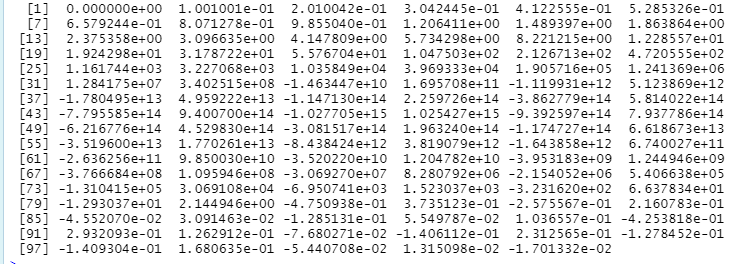 [1] 0.000000e+00 1.001001e-01 2.010042e-01 3.042445e-01 4.122555e-01 5.285326e-01
[7] 6.579244e-01 8.071278e-01 9.855040e-01 1.206411e+00 1.489397e+00 1.863864e+00
[13] 2.375358e+00 3.096635e+00 4.147809e+00 5.734298e+00 8.221215e+00 1.228557e+01
[19] 1.924298e+01 3.178722e+01 5.576704e+01 1.047503e+02 2.126713e+02 4.720555e+02
[25] 1.161744e+03 3.227068e+03 1.035849e+04 3.969333e+04 1.905716e+05 1.241369e+06
[31] 1.284175e+07 3.402515e+08 -1.463447e+10 1.695708e+11 -1.119931e+12 5.123869e+12
[37] -1.780495e+13 4.959222e+13 -1.147130e+14 2.259726e+14 -3.862779e+14 5.814022e+14
[43] -7.795585e+14 9.400700e+14 -1.027705e+15 1.025427e+15 -9.392597e+14 7.937786e+14
[49] -6.216776e+14 4.529830e+14 -3.081517e+14 1.963240e+14 -1.174727e+14 6.618673e+13
[55] -3.519600e+13 1.770261e+13 -8.438424e+12 3.819079e+12 -1.643858e+12 6.740027e+11
[61] -2.636256e+11 9.850030e+10 -3.520220e+10 1.204782e+10 -3.953183e+09 1.244946e+09
[67] -3.766684e+08 1.095946e+08 -3.069270e+07 8.280792e+06 -2.154052e+06 5.406638e+05
[73] -1.310415e+05 3.069108e+04 -6.950741e+03 1.523037e+03 -3.231620e+02 6.637834e+01
[79] -1.293037e+01 2.144946e+00 -4.750938e-01 3.735123e-01 -2.575567e-01 2.160783e-01
[85] -4.552070e-02 3.091463e-02 -1.285131e-01 5.549787e-02 1.036557e-01 -4.253818e-01
[91] 2.932093e-01 1.262912e-01 -7.680271e-02 -1.406112e-01 2.312565e-01 -1.278452e-01
[97] -1.409304e-01 1.680635e-01 -5.440708e-02 1.315098e-02 -1.701332e-02